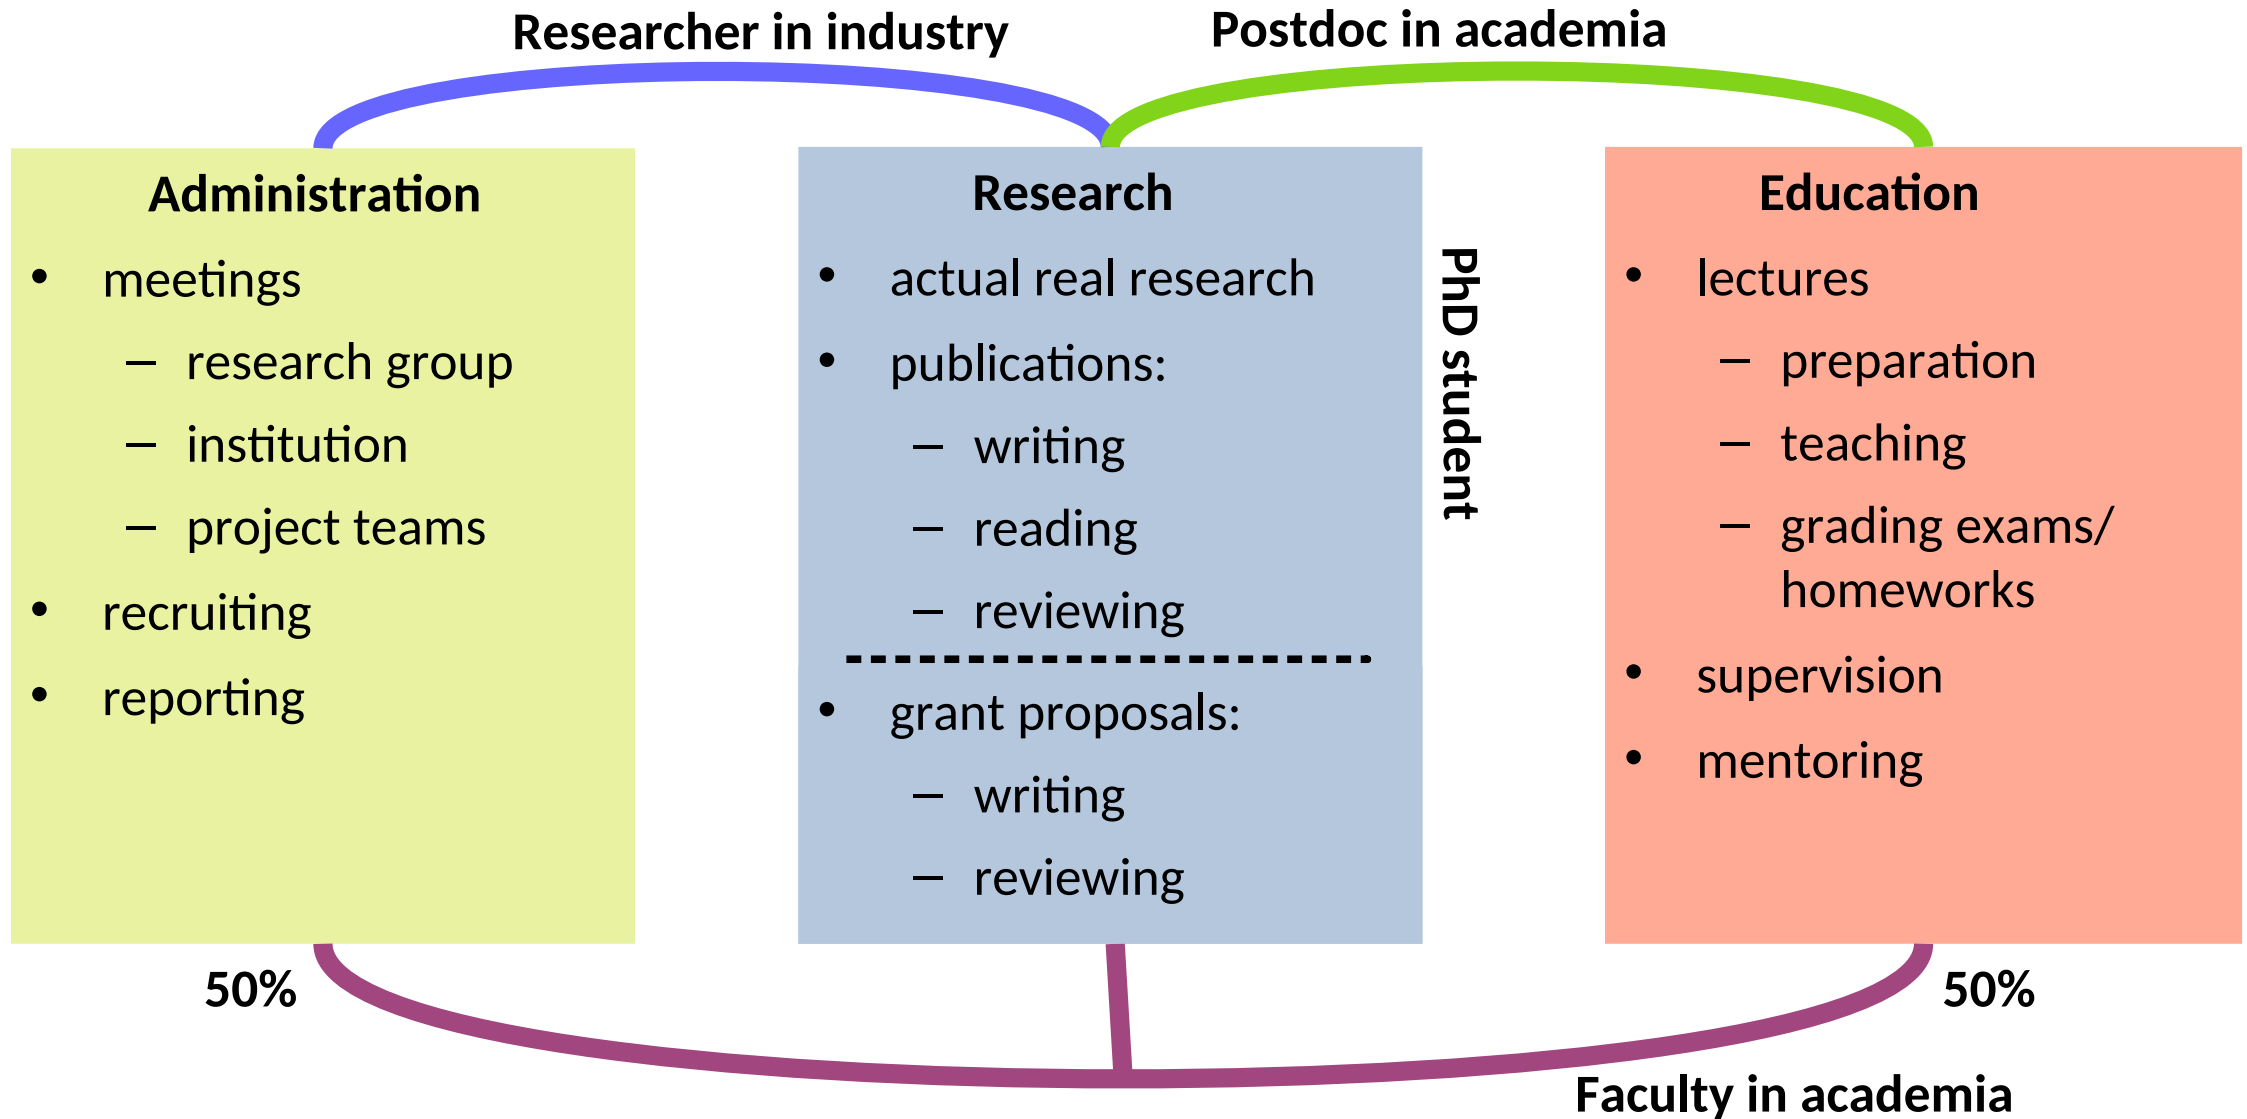 Researcher in industry
Postdoc in academia
Administration
• meetings
– research group
– institution
– project teams
• recruiting
• reporting
Research
• actual real research
• publications:
– writing
– reading
– reviewing
• grant proposals:
– writing
– reviewing
PhD student
Education
• lectures
– preparation
– teaching
– grading exams/
homeworks
• supervision
• mentoring
50%
50%
Faculty in academia